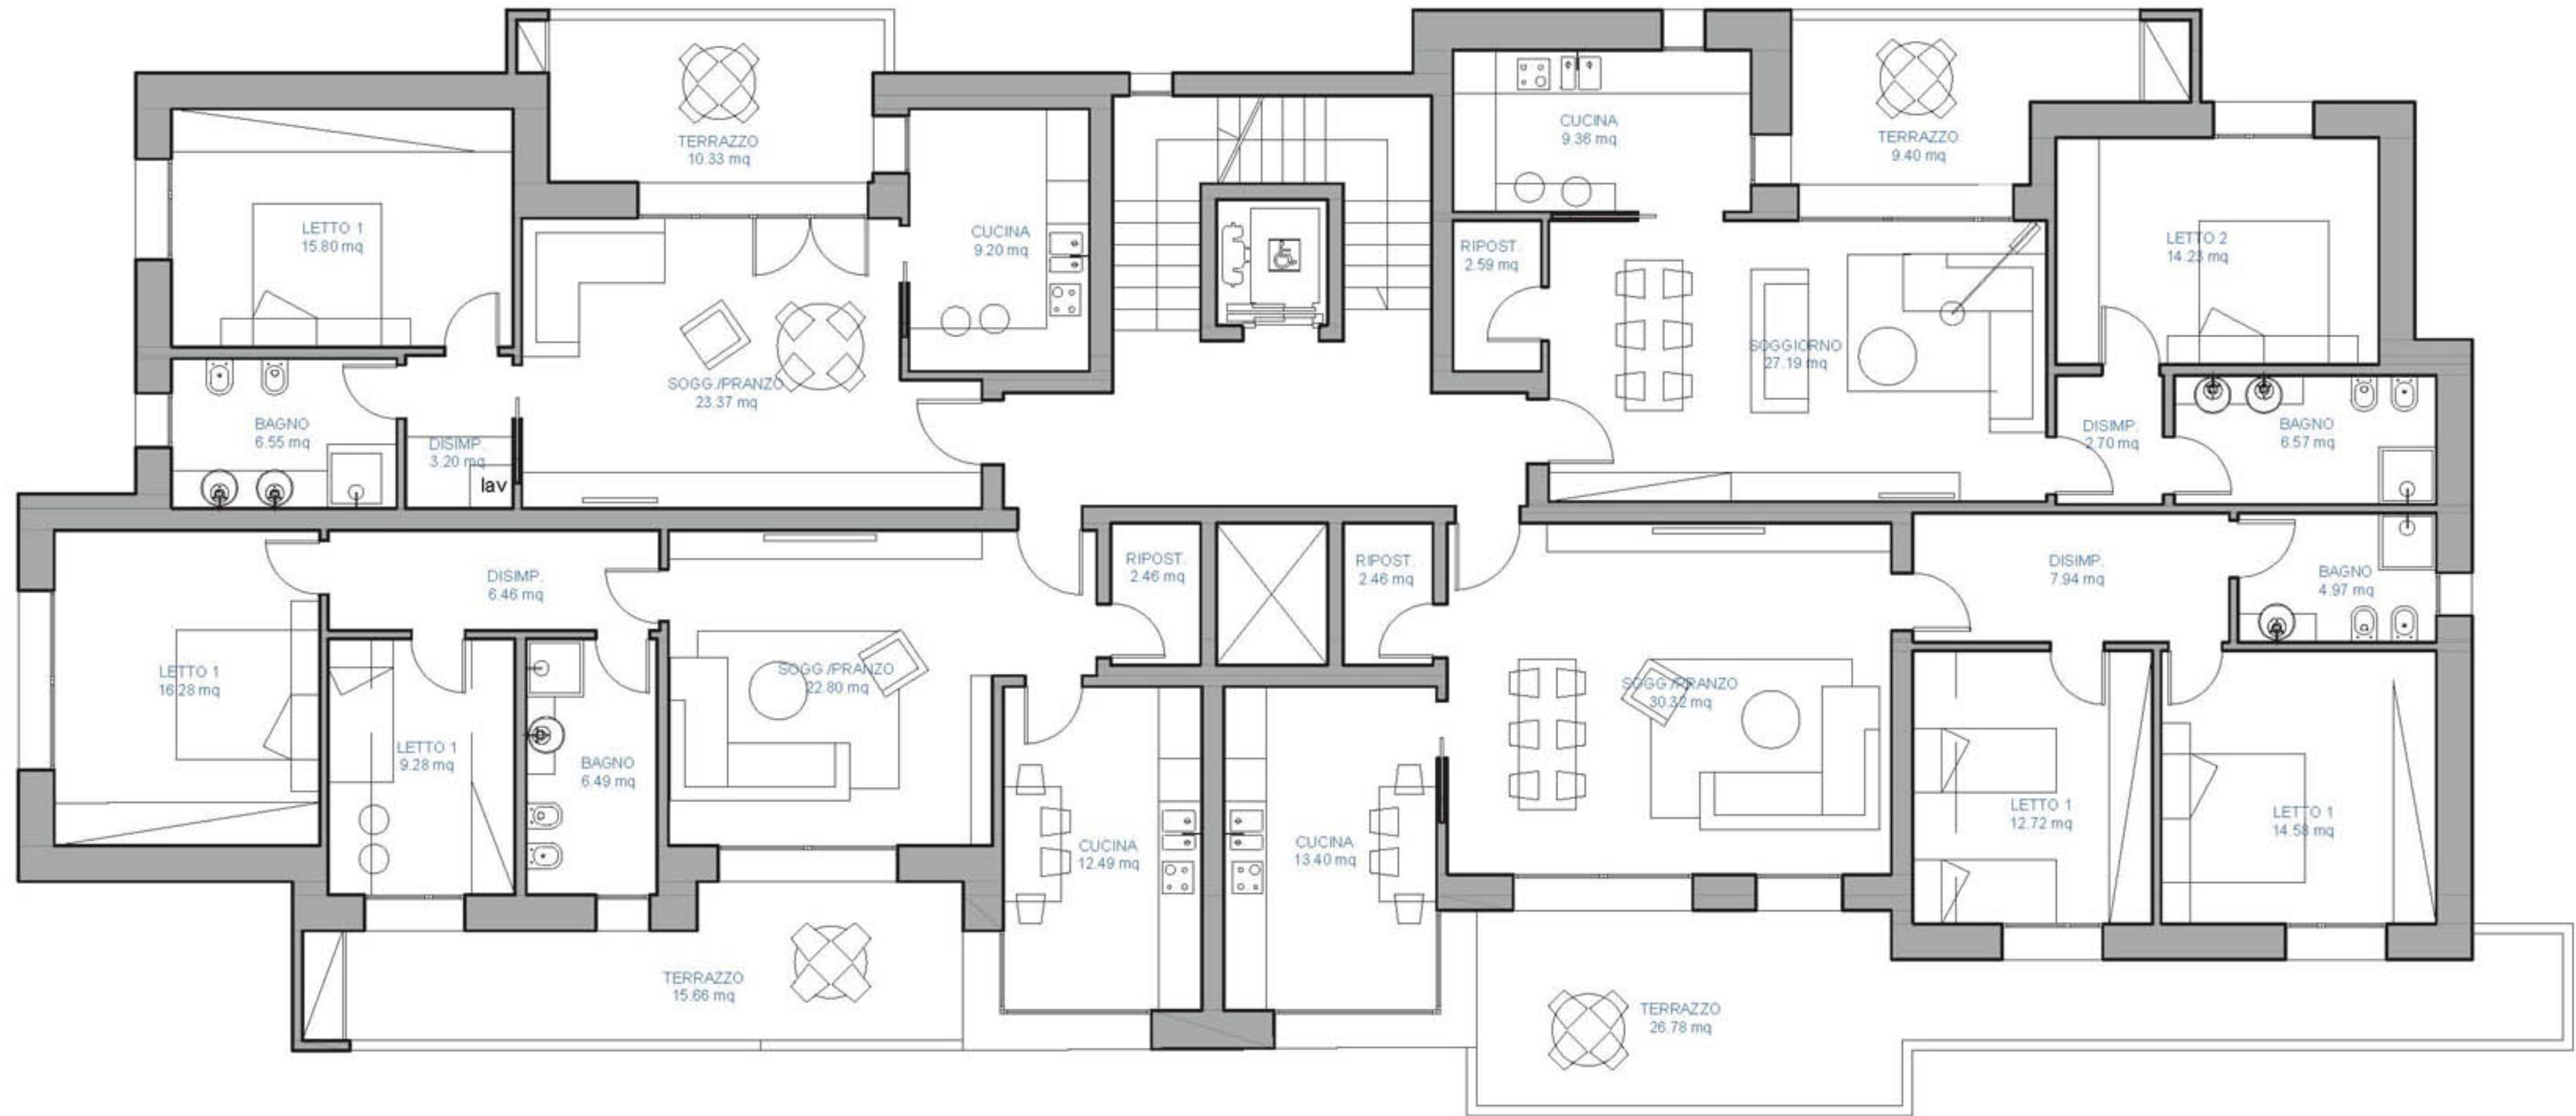 TERRAZZO
10.33 mq
LETTO 1
15.80 mq
CUCINA
9.20 mq
SOGG./PRANZO
23.37 mq
BAGNO
6.55 mq
DISIMP.
3.20 mq
lav
CUCINA
9.36 mq
TERRAZZO
9.40 mq
RIPOST.
2.59 mq
LETTO 2
14.23 mq
SOGGIORNO
27.19 mq
DISIMP.
2.70 mq
BAGNO
6.57 mq
DISIMP.
6.46 mq
RIPOST.
2.46 mq
RIPOST.
2.46 mq
DISIMP.
7.94 mq
BAGNO
4.97 mq
LETTO 1
16.28 mq
SOGG./PRANZO
22.80 mq
SOGG./PRANZO
30.32 mq
LETTO 1
9.28 mq
BAGNO
6.49 mq
CUCINA
12.49 mq
CUCINA
13.40 mq
LETTO 1
12.72 mq
LETTO 1
14.58 mq
TERRAZZO
15.66 mq
TERRAZZO
26.78 mq